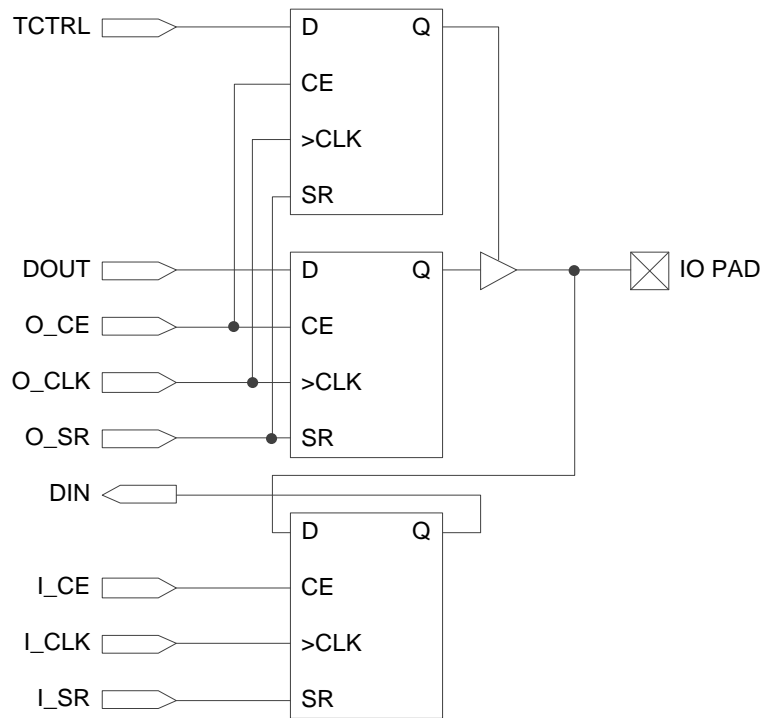 TCTRL
D Q
CE
>CLK
SR
DOUT
D Q
IO PAD
O_CE
CE
O_CLK
>CLK
O_SR
SR
DIN
D Q
I_CE
CE
I_CLK
>CLK
I_SR
SR